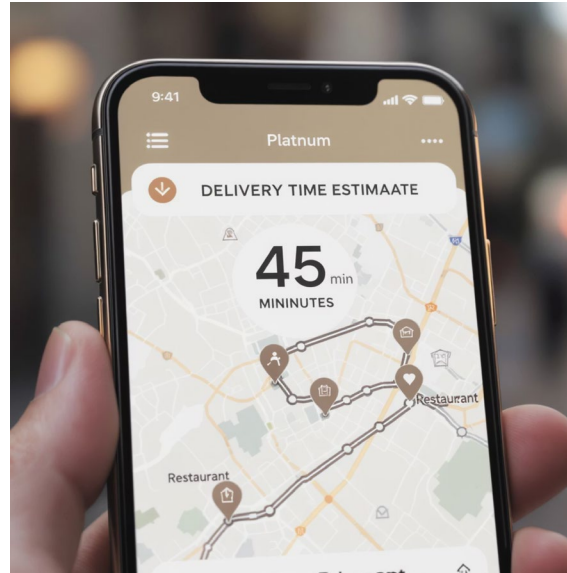 9:41
Platnum
DELIVERY TIME ESTIMAATE
45 min
MININUTES
Restaurant
Restaurant